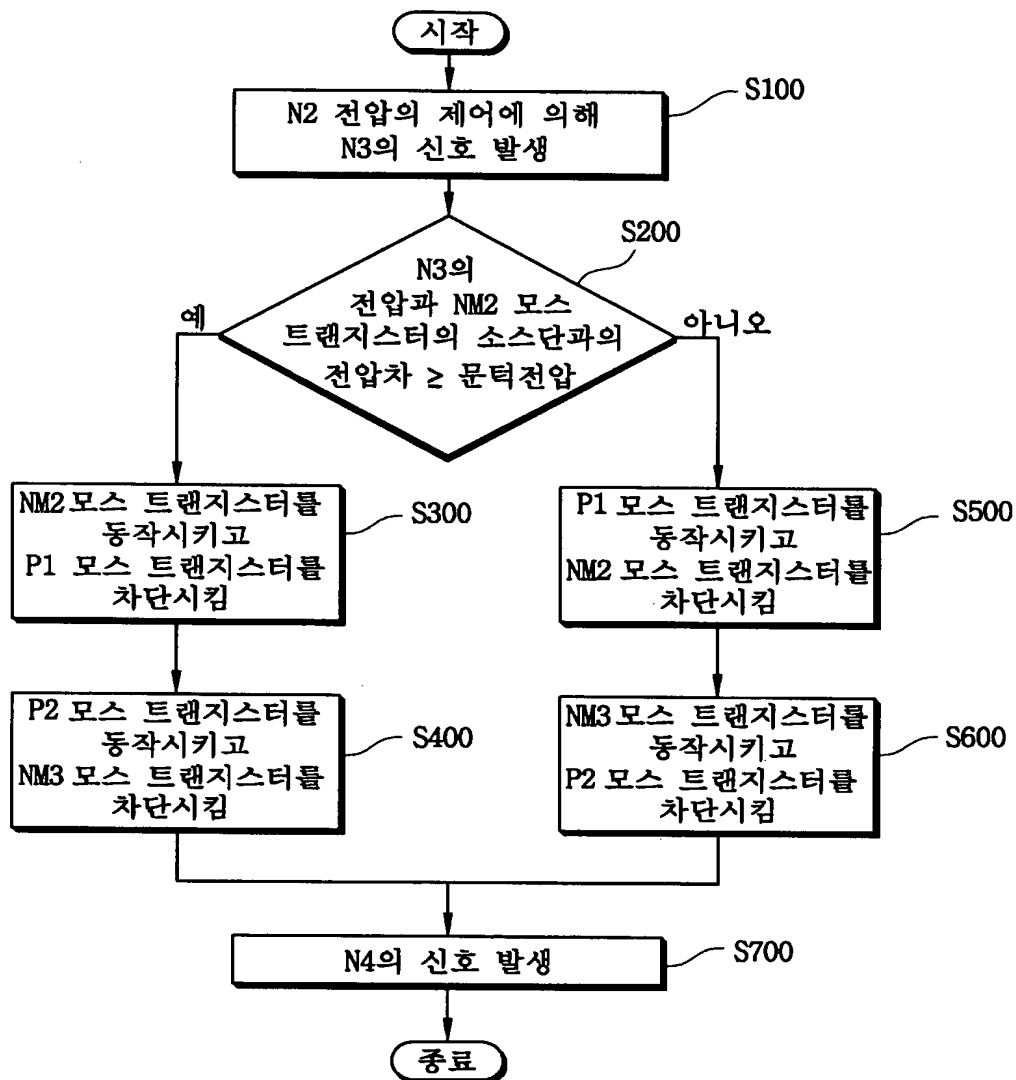 시작
N2 전압의 제어에 의해
N3의 신호 발생
S100
N3의
전압과 NM2 모스
트랜지스터의 소스단과의
전압차 ≥ 문턱전압
S200
예
아니오
NM2 모스 트랜지스터를
동작시키고
P1 모스 트랜지스터를
차단시킴
S300
P1 모스 트랜지스터를
동작시키고
NM2 모스 트랜지스터를
차단시킴
S500
P2 모스 트랜지스터를
동작시키고
NM3 모스 트랜지스터를
차단시킴
S400
NM3 모스 트랜지스터를
동작시키고
P2 모스 트랜지스터를
차단시킴
S600
N4의 신호 발생
S700
종료